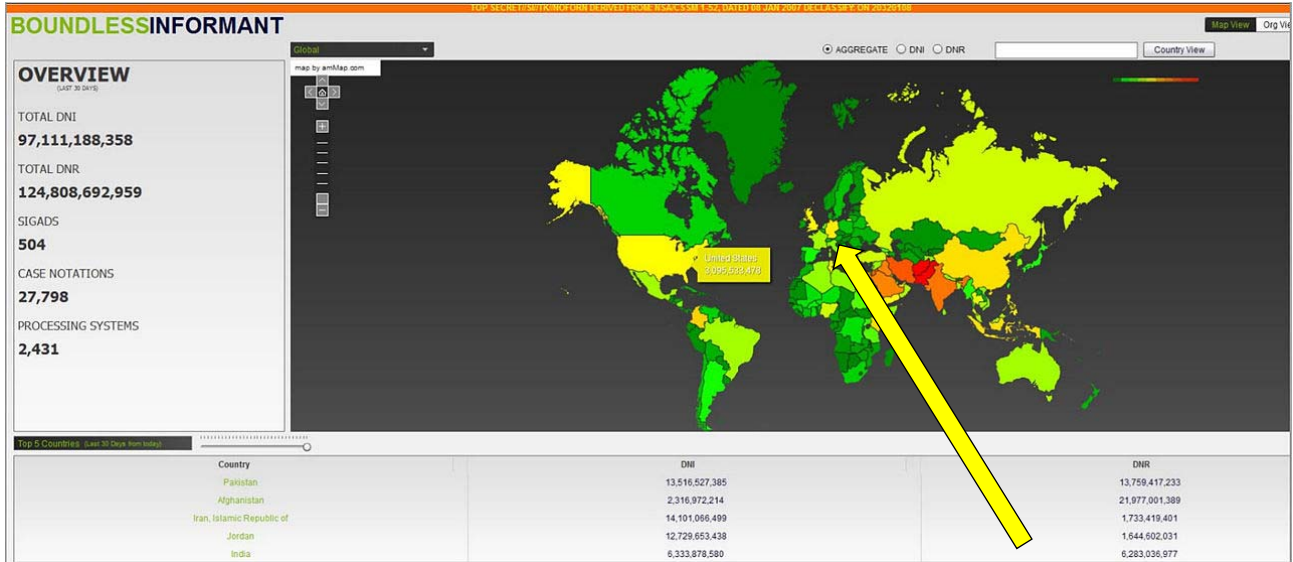 TOP SECRET//SI//TK//NOFORN DERIVED FROM: NSA/CSSM 1-52, DATED 08 JAN 2007 DECLASSIFY ON 20320108
BOUNDLESSINFORMANT
Map View Org Vie
Global
AGGREGATE DNI DNR Country View
map by amMap.com
OVERVIEW
(LAST 30 DAYS)
TOTAL DNI
97,111,188,358
TOTAL DNR
124,808,692,959
SIGADS
504
CASE NOTATIONS
27,798
PROCESSING SYSTEMS
2,431
United States
3,095,533,478
Top 5 Countries (Last 30 Days from today)
Country DNI DNR
Pakistan 13,516,527,385 13,759,417,233
Afghanistan 2,316,972,214 21,977,001,389
Iran, Islamic Republic of 14,101,066,499 1,733,419,401
Jordan 12,729,653,438 1,644,602,031
India 6,333,878,580 6,283,036,977